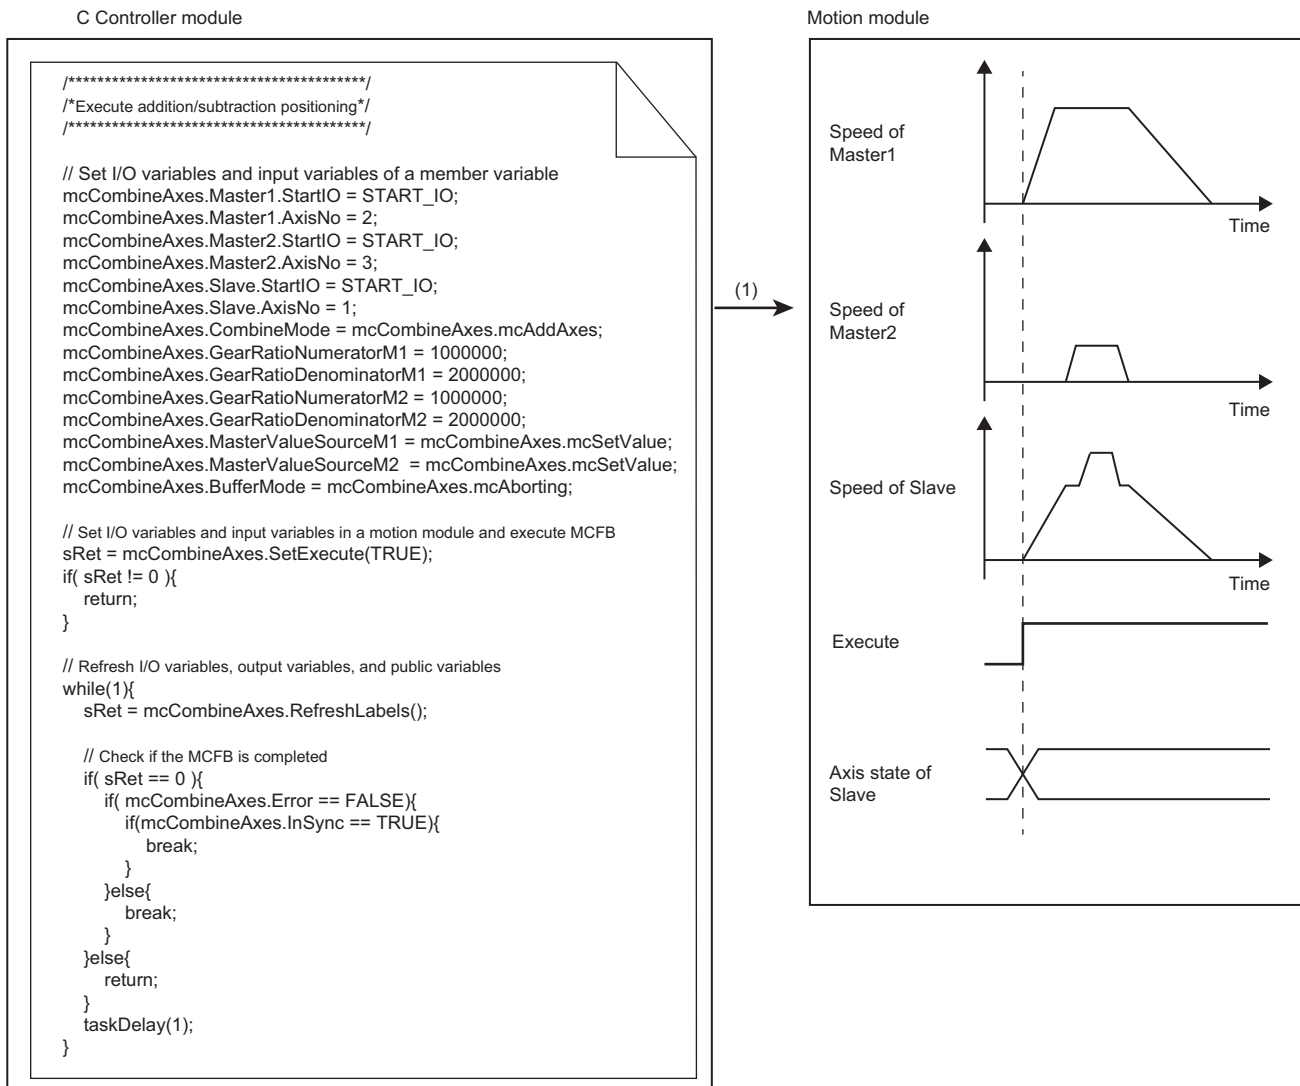 C Controller module
/*****************************************/
/*Execute addition/subtraction positioning*/
/*****************************************/
// Set I/O variables and input variables of a member variable
mcCombineAxes.Master1.StartIO = START_IO;
mcCombineAxes.Master1.AxisNo = 2;
mcCombineAxes.Master2.StartIO = START_IO;
mcCombineAxes.Master2.AxisNo = 3;
mcCombineAxes.Slave.StartIO = START_IO;
mcCombineAxes.Slave.AxisNo = 1;
mcCombineAxes.CombineMode = mcCombineAxes.mcAddAxes;
mcCombineAxes.GearRatioNumeratorM1 = 1000000;
mcCombineAxes.GearRatioDenominatorM1 = 2000000;
mcCombineAxes.GearRatioNumeratorM2 = 1000000;
mcCombineAxes.GearRatioDenominatorM2 = 2000000;
mcCombineAxes.MasterValueSourceM1 = mcCombineAxes.mcSetValue;
mcCombineAxes.MasterValueSourceM2  = mcCombineAxes.mcSetValue;
mcCombineAxes.BufferMode = mcCombineAxes.mcAborting;
// Set I/O variables and input variables in a motion module and execute MCFB
sRet = mcCombineAxes.SetExecute(TRUE);
if( sRet != 0 ){
return;
}
// Refresh I/O variables, output variables, and public variables
while(1){
sRet = mcCombineAxes.RefreshLabels();
// Check if the MCFB is completed
if( sRet == 0 ){
if( mcCombineAxes.Error == FALSE){
if(mcCombineAxes.InSync == TRUE){
break;
}
}else{
break;
}
}else{
return;
}
taskDelay(1);
}
(1)
Motion module
Speed of
Master1
Time
Speed of
Master2
Time
Speed of Slave
Time
Execute
Axis state of
Slave